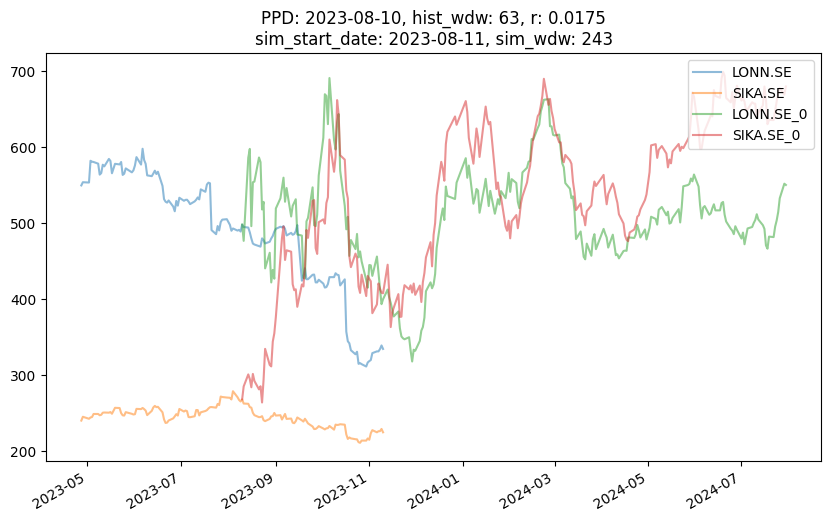 PPD: 2023-08-10, hist_wdw: 63, r: 0.0175
sim_start_date: 2023-08-11, sim_wdw: 243
LONN.SE
SIKA.SE
LONN.SE_0
SIKA.SE_0
700
600
500
400
300
200
2023-05
2023-07
2023-09
2023-11
2024-01
2024-03
2024-05
2024-07